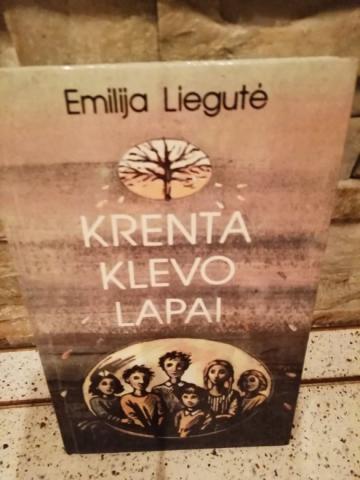 Emilija Liegutė
KRENTA
KLEVO
LAPAI